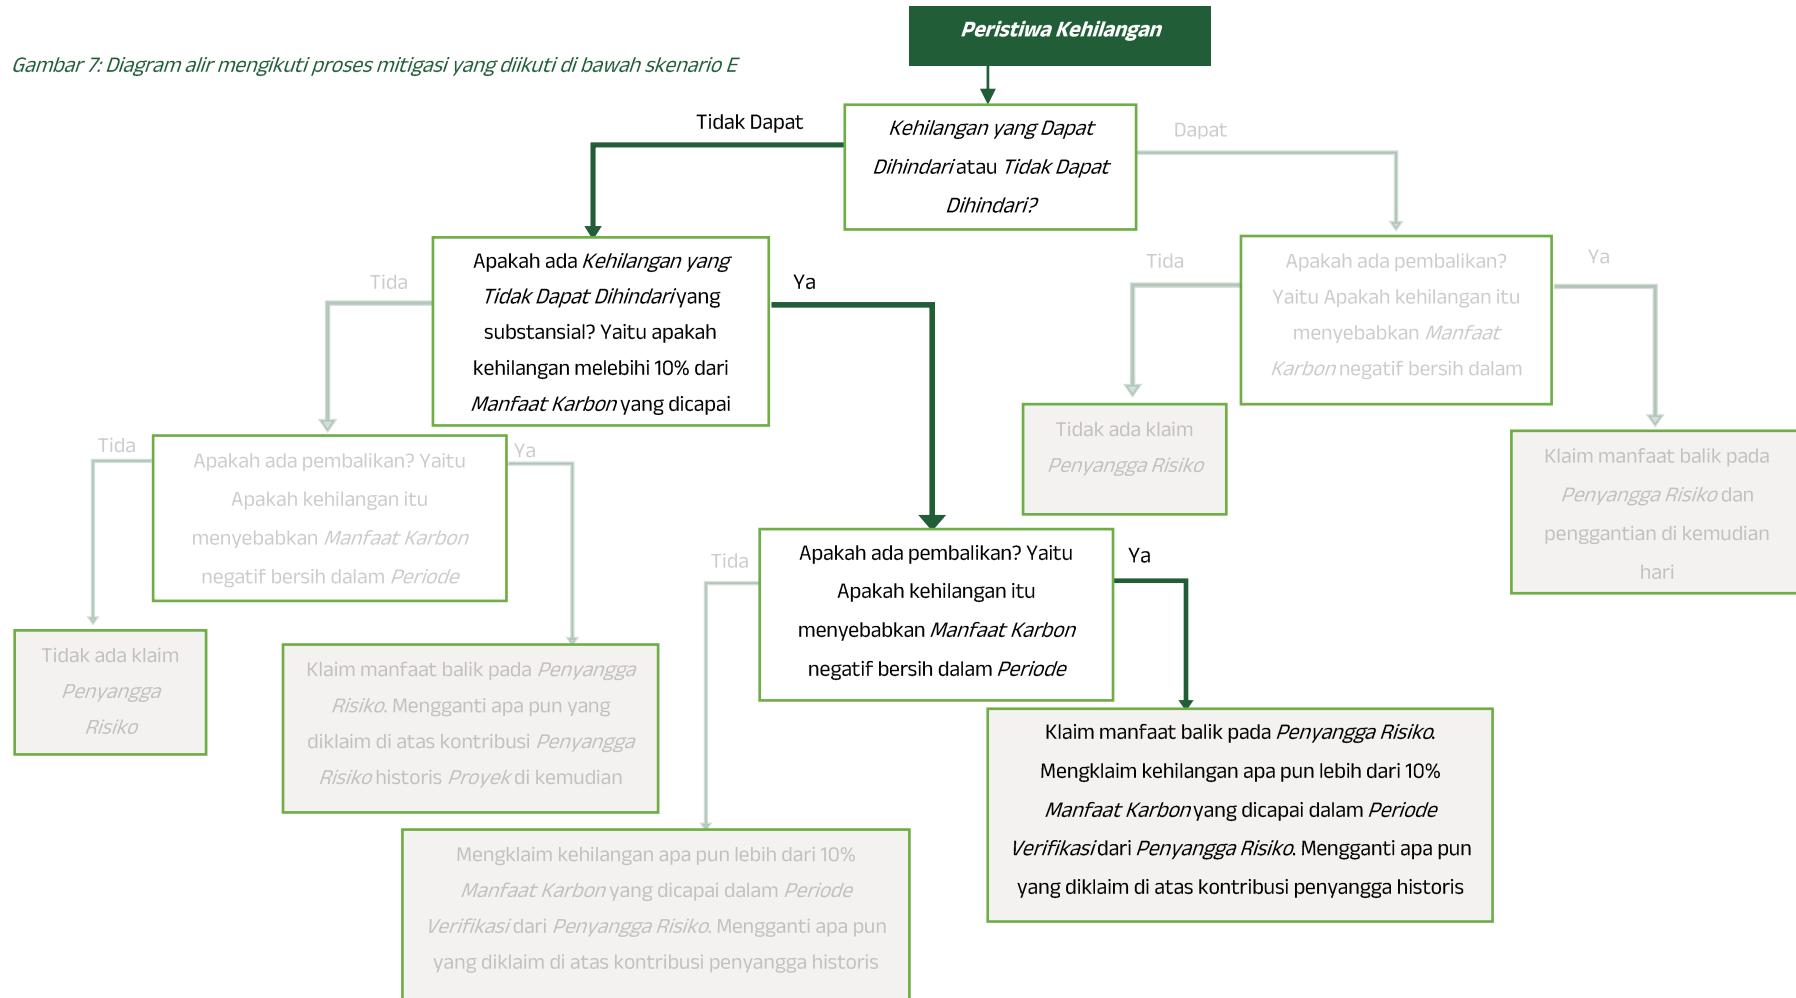 Peristiwa Kehilangan
Gambar 7: Diagram alir mengikuti proses mitigasi yang diikuti di bawah skenario E
Tidak Dapat
Kehilangan yang Dapat
Dihindari atau Tidak Dapat
Dihindari?
Dapat
Tida
Apakah ada Kehilangan yang
Tidak Dapat Dihindari yang
substansial? Yaitu apakah
kehilangan melebihi 10% dari
Manfaat Karbon yang dicapai
Ya
Tida
Apakah ada pembalikan?
Yaitu Apakah kehilangan itu
menyebabkan Manfaat
Karbon negatif bersih dalam
Ya
Tidak ada klaim
Penyangga Risiko
Klaim manfaat balik pada
Penyangga Risiko dan
penggantian di kemudian
hari
Tida
Apakah ada pembalikan? Yaitu
Apakah kehilangan itu
menyebabkan Manfaat Karbon
negatif bersih dalam Periode
Ya
Tida
Apakah ada pembalikan? Yaitu
Apakah kehilangan itu
menyebabkan Manfaat Karbon
negatif bersih dalam Periode
Ya
Tidak ada klaim
Penyangga
Risiko
Klaim manfaat balik pada Penyangga
Risiko. Mengganti apa pun yang
diklaim di atas kontribusi Penyangga
Risiko historis Proyek di kemudian
Klaim manfaat balik pada Penyangga Risiko.
Mengklaim kehilangan apa pun lebih dari 10%
Manfaat Karbon yang dicapai dalam Periode
Verifikasi dari Penyangga Risiko. Mengganti apa pun
yang diklaim di atas kontribusi penyangga historis
Mengklaim kehilangan apa pun lebih dari 10%
Manfaat Karbon yang dicapai dalam Periode
Verifikasi dari Penyangga Risiko. Mengganti apa pun
yang diklaim di atas kontribusi penyangga historis